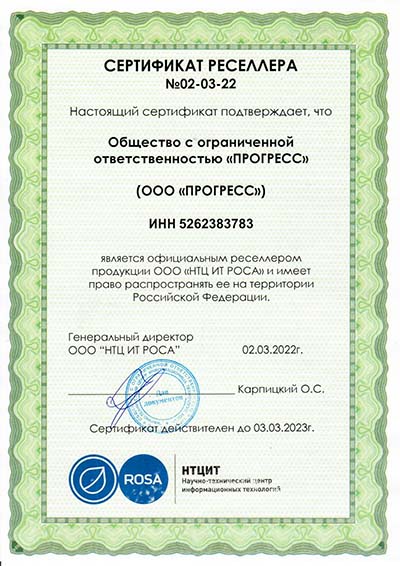 СЕРТИФИКАТ РЕСЕЛЛЕРА
№02-03-22
Настоящий сертификат подтверждает, что
Общество с ограниченной
ответственностью «ПРОГРЕСС»
(ООО «ПРОГРЕСС»)
ИНН 5262383783
является официальным реселлером
продукции ООО «НТЦ ИТ РОСА» и имеет
право распространять ее на территории
Российской Федерации.
Генеральный директор
ООО “НТЦ ИТ РОСА”
02.03.2022г.
Для
документов
Карпицкий О.С.
Сертификат действителен до 03.03.2023г.
ROSA
НТЦИТ
Научно-технический центр
информационных технологий